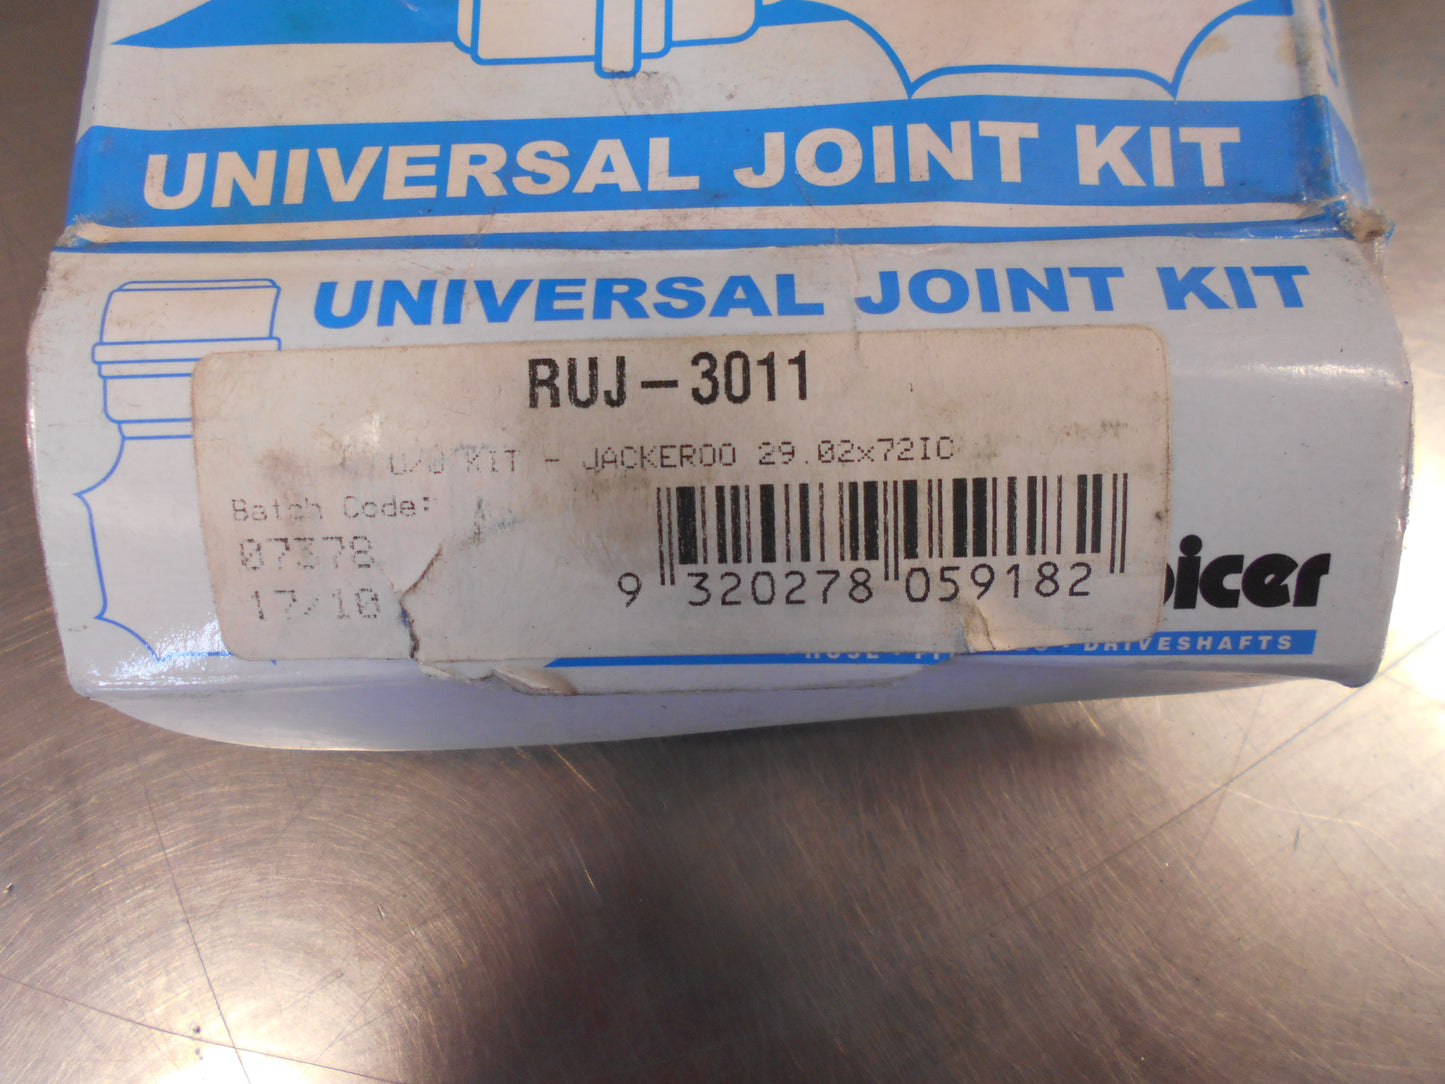 UNIVERSAL JOINT KIT
UNIVERSAL JOINT KIT
RUJ-3011
U/J KIT - JACKEROO 29.02x72IC
Batch Code:
07378
17/10
9 320278 059182
DRIVESHAFTS